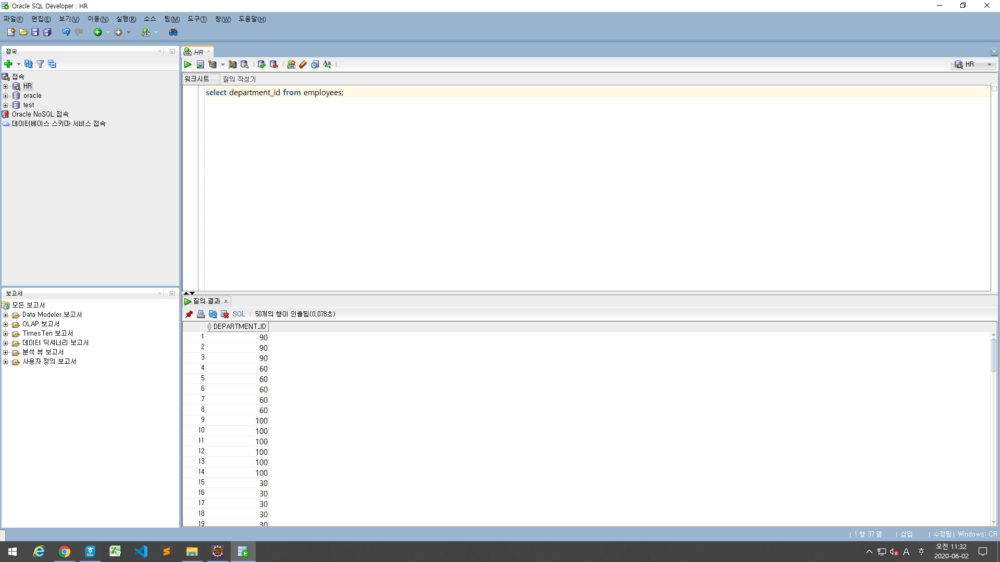 Oracle SQL Developer : HR
파일(F) 편집(E) 보기(V) 이동(N) 실행(R) 소스 팀(M) 도구(T) 창(W) 도움말(H)
접속
접속
HR
oracle
test
Oracle NoSQL 접속
데이터베이스 스키마 서비스 접속
보고서
모든 보고서
Data Modeler 보고서
OLAP 보고서
TimesTen 보고서
데이터 딕셔너리 보고서
분석 뷰 보고서
사용자 정의 보고서
HR
HR
워크시트 질의 작성기
select department_id from employees;
질의 결과
SQL | 50개의 행이 인출됨(0,078초)
DEPARTMENT_ID
1 90
2 90
3 90
4 60
5 60
6 60
7 60
8 60
9 100
10 100
11 100
12 100
13 100
14 100
15 30
16 30
17 30
18 30
19 30
| 1 행 37 열 | 삽입 | 수정됨 | Windows: CR
A 호 오전 11:32
2020-06-02